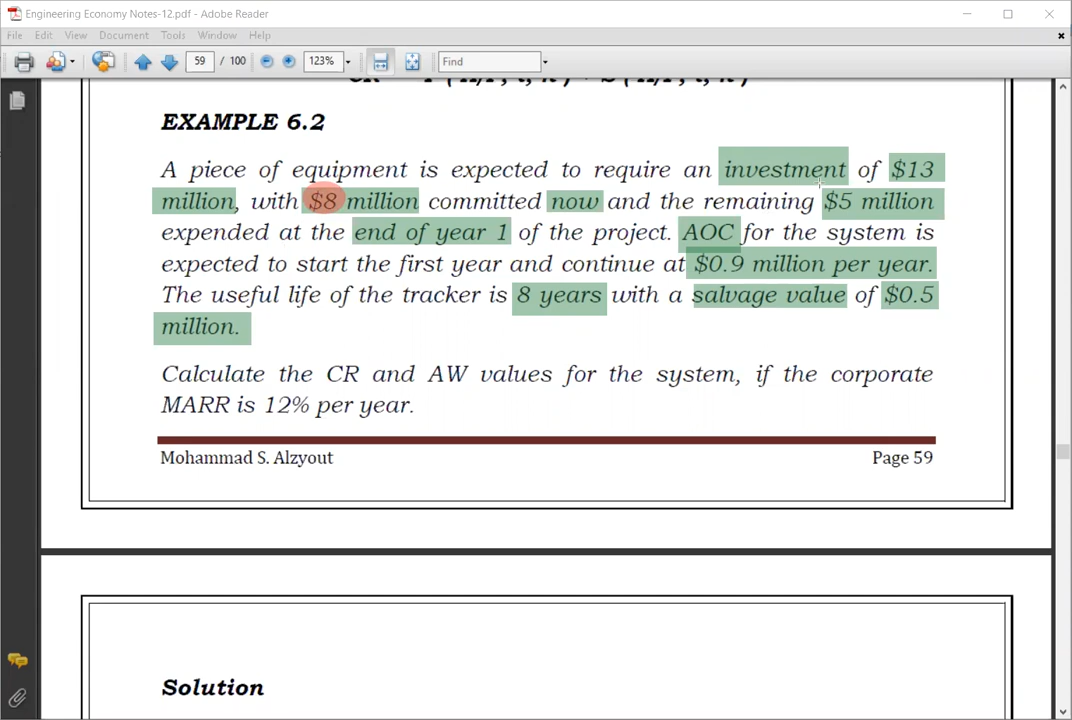 Engineering Economy Notes-12.pdf - Adobe Reader
File Edit View Document Tools Window Help
59 / 100 123% Find
EXAMPLE 6.2
A piece of equipment is expected to require an investment of $13
million, with $8 million committed now and the remaining $5 million
expended at the end of year 1 of the project. AOC for the system is
expected to start the first year and continue at $0.9 million per year.
The useful life of the tracker is 8 years with a salvage value of $0.5
million.
Calculate the CR and AW values for the system, if the corporate
MARR is 12% per year.
Mohammad S. Alzyout Page 59
Solution